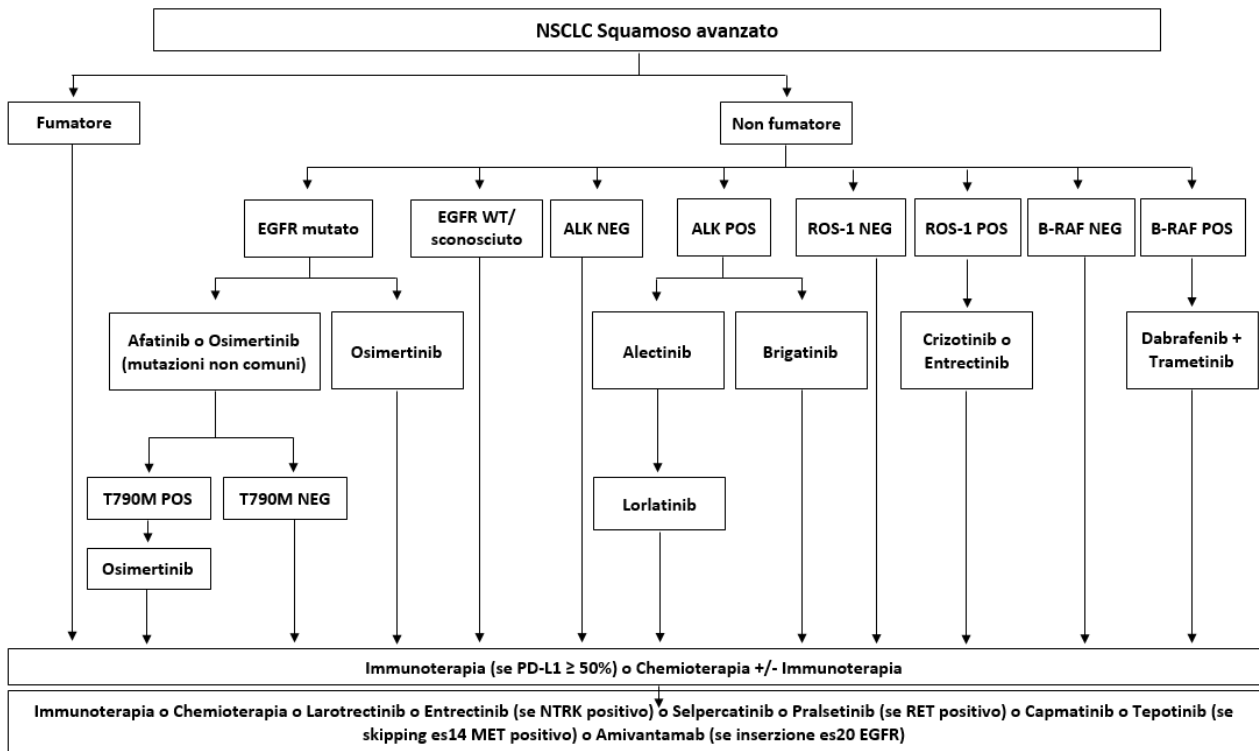 NSCLC Squamoso avanzato
Fumatore
Non fumatore
EGFR mutato
EGFR WT/
sconosciuto
ALK NEG
ALK POS
ROS-1 NEG
ROS-1 POS
B-RAF NEG
B-RAF POS
Afatinib o Osimertinib
(mutazioni non comuni)
Osimertinib
Alectinib
Brigatinib
Crizotinib o
Entrectinib
Dabrafenib +
Trametinib
T790M POS
T790M NEG
Lorlatinib
Osimertinib
Immunoterapia (se PD-L1 ≥ 50%) o Chemioterapia +/- Immunoterapia
Immunoterapia o Chemioterapia o Larotrectinib o Entrectinib (se NTRK positivo) o Selpercatinib o Pralsetinib (se RET positivo) o Capmatinib o Tepotinib (se
skipping es14 MET positivo) o Amivantamab (se inserzione es20 EGFR)